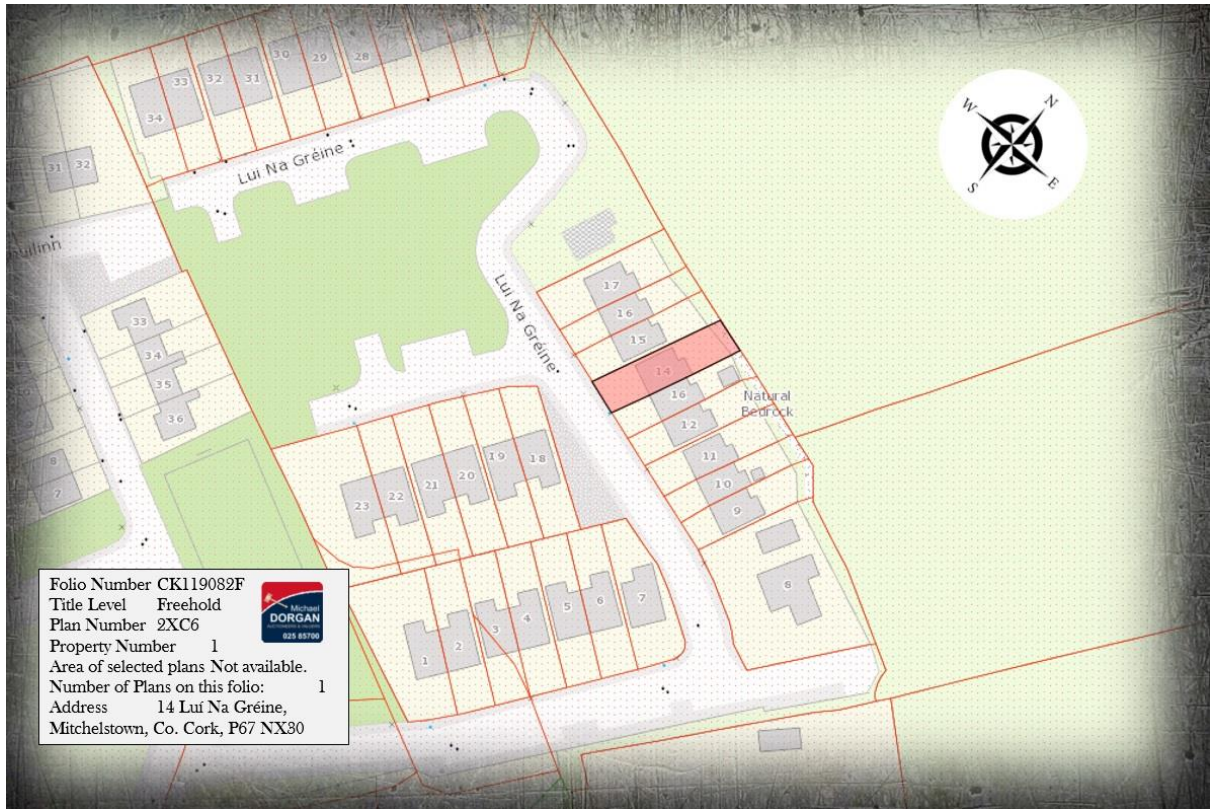 33
34
32
31
30
29
28
31
32
Lui Na Gréine
W
N
S
E
Lui Na Gréine
17
16
15
14
16
12
Natural
Bedrock
11
10
9
8
33
34
35
36
8
7
23
22
21
20
19
18
1
2
3
4
5
6
7
Folio Number CK119082F
Title Level Freehold
Plan Number 2XC6
Property Number 1
Area of selected plans Not available.
Number of Plans on this folio: 1
Address 14 Luí Na Gréine,
Mitchelstown, Co. Cork, P67 NX30
Michael
DORGAN
025 85700